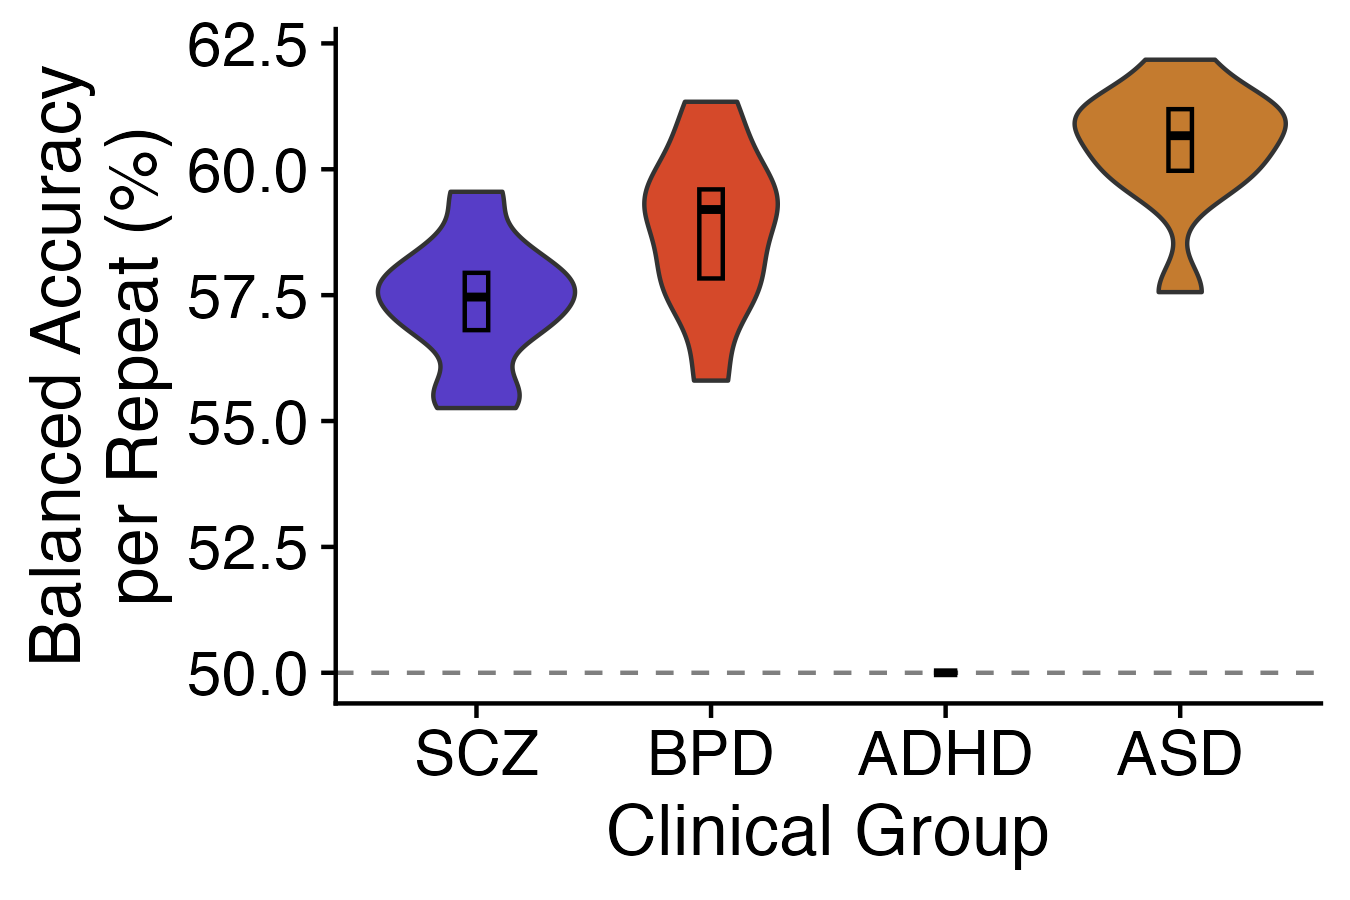 Balanced Accuracy
per Repeat (%)
62.5
60.0
57.5
55.0
52.5
50.0
SCZ BPD ADHD ASD
Clinical Group